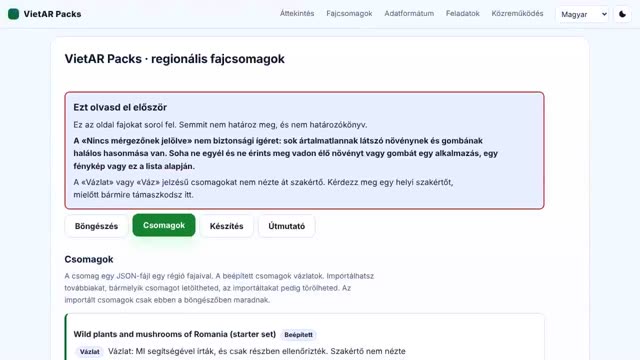 VietAR Packs
Áttekintés Fajcsomagok Adatformátum Feladatok Közreműködés Magyar
VietAR Packs · regionális fajcsomagok
Ezt olvasd el először
Ez az oldal fajokat sorol fel. Semmit nem határoz meg, és nem határozókönyv.
A «Nincs mérgezőnek jelölve» nem biztonsági ígéret: sok ártalmatlannak látszó növénynek és gombának
halálos hasonmása van. Soha ne egyél és ne érints meg vadon élő növényt vagy gombát egy alkalmazás, egy
fénykép vagy ez a lista alapján.
A «Vázlat» vagy «Váz» jelzésű csomagokat nem nézte át szakértő. Kérdezz meg egy helyi szakértőt,
mielőtt bármire támaszkodsz itt.
Böngészés Csomagok Készítés Útmutató
Csomagok
A csomag egy JSON-fájl egy régió fajaival. A beépített csomagok vázlatok. Importálhatsz
továbbiakat, bármelyik csomagot letöltheted, az importáltakat pedig törölheted. Az
importált csomagok csak ebben a böngészőben maradnak.
Wild plants and mushrooms of Romania (starter set) Beépített
Vázlat Vázlat: MI segítségével írták, és csak részben ellenőrizték. Szakértő nem nézte